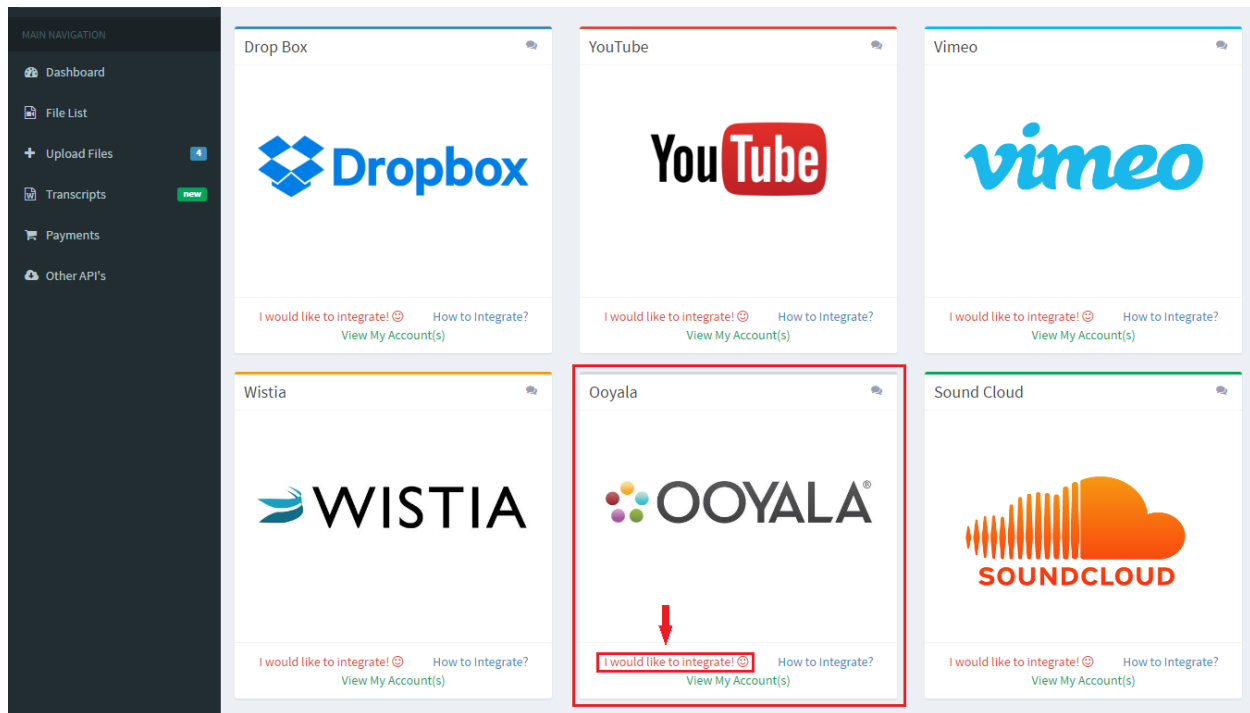 MAIN NAVIGATION
Dashboard
File List
Upload Files 4
Transcripts new
Payments
Other API's
Drop Box
Dropbox
I would like to integrate! How to Integrate?
View My Account(s)
YouTube
YouTube
I would like to integrate! How to Integrate?
View My Account(s)
Vimeo
vimeo
I would like to integrate! How to Integrate?
View My Account(s)
Wistia
WISTIA
I would like to integrate! How to Integrate?
View My Account(s)
Ooyala
OOYALA®
I would like to integrate! How to Integrate?
View My Account(s)
Sound Cloud
SOUNDCLOUD
I would like to integrate! How to Integrate?
View My Account(s)